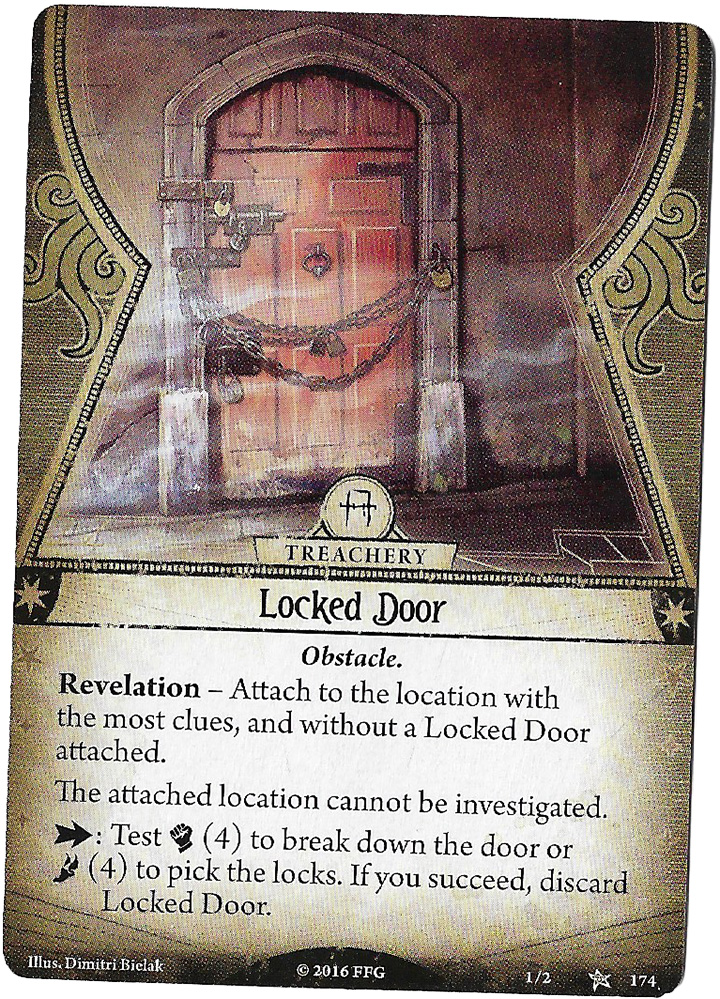 TREACHERY
Locked Door
Obstacle.
Revelation – Attach to the location with
the most clues, and without a Locked Door
attached.
The attached location cannot be investigated.
: Test (4) to break down the door or
(4) to pick the locks. If you succeed, discard
Locked Door.
Illus. Dimitri Bielak
© 2016 FFG
1/2
174